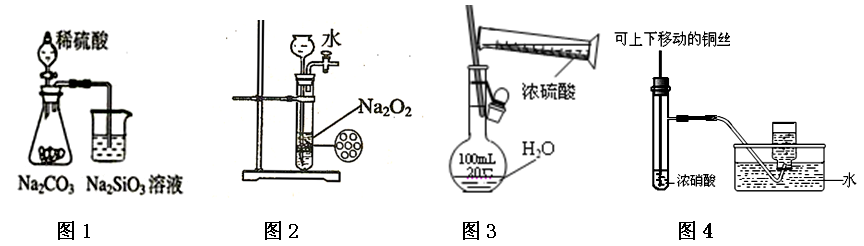 稀硫酸
Na₂CO₃ Na₂SiO₃溶液
图1
水
Na₂O₂
图2
浓硫酸
H₂O
100mL
20℃
图3
可上下移动的铜丝
浓硝酸
水
图4